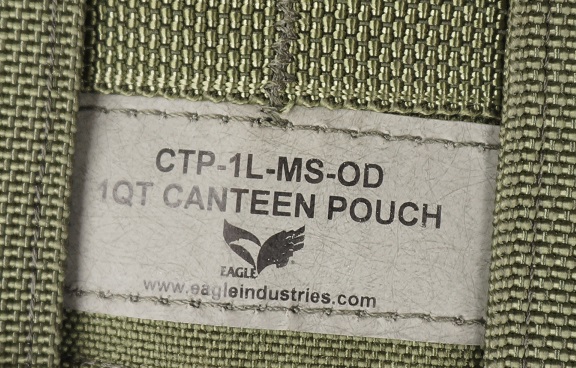 CTP-1L-MS-OD
1QT CANTEEN POUCH
EAGLE
www.eagleindustries.com